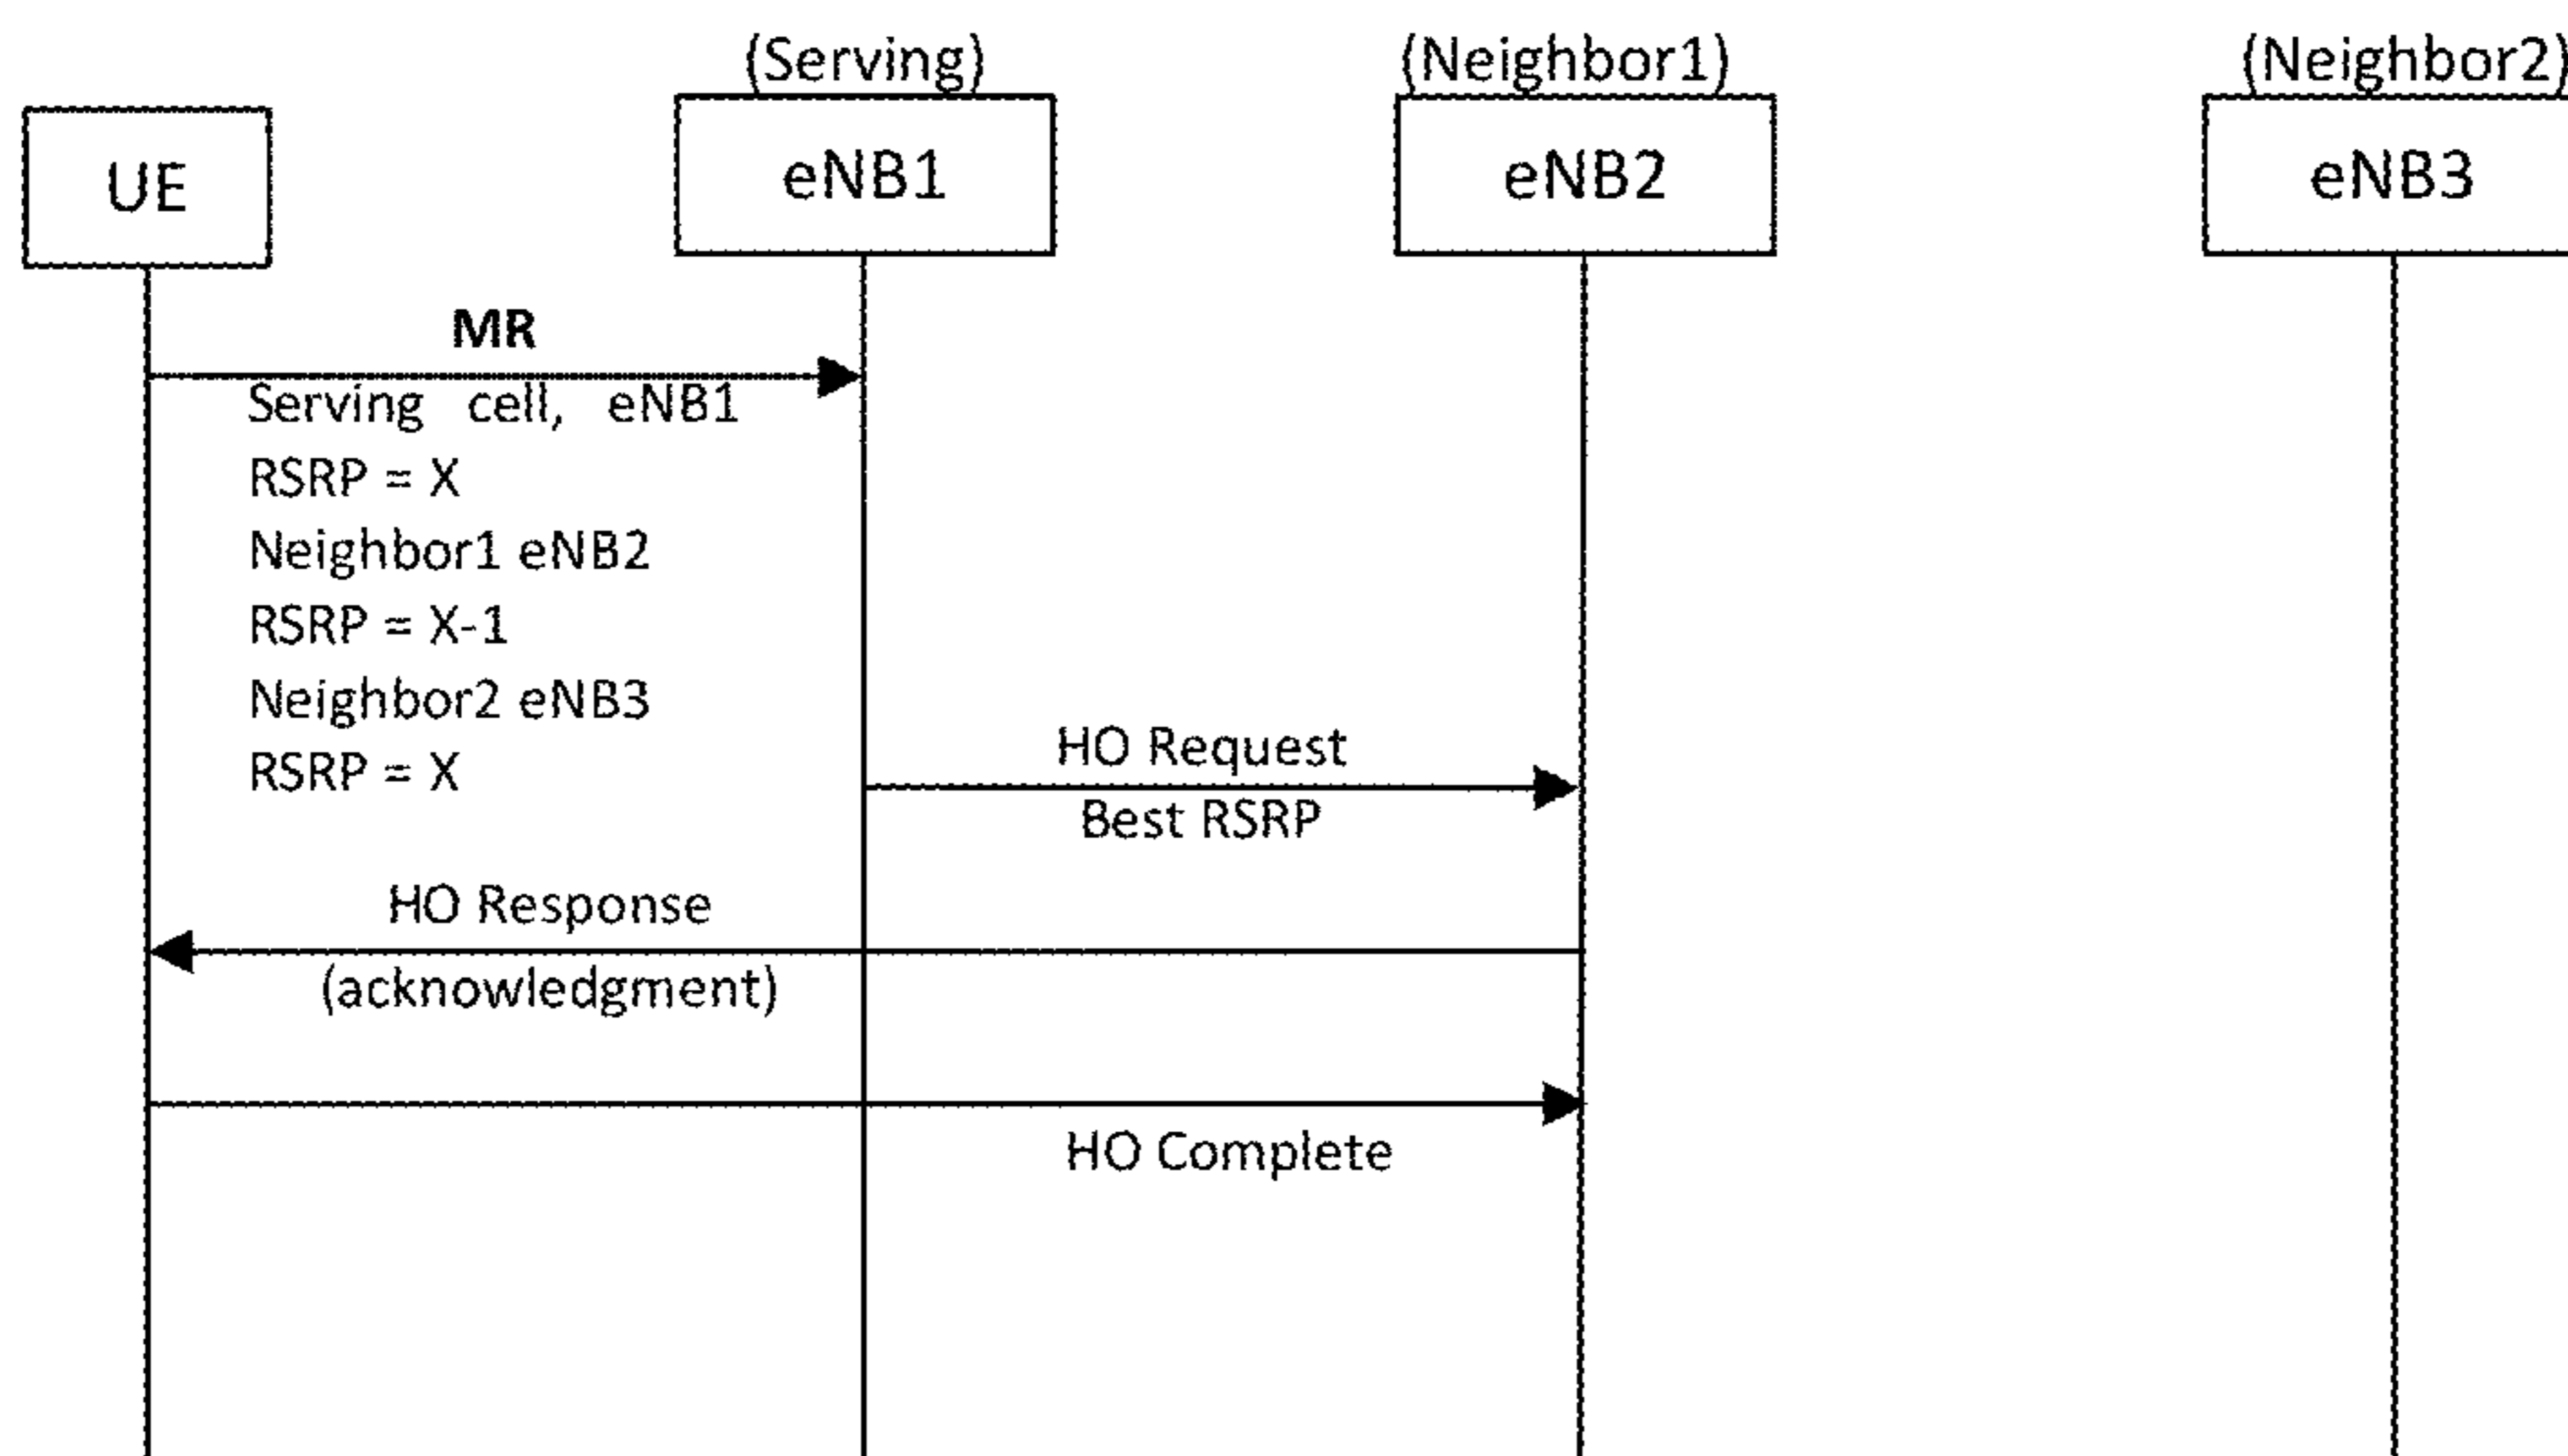 (Serving)
(Neighbor1)
(Neighbor2)
UE
eNB1
eNB2
eNB3
MR
Serving cell, eNB1
RSRP = X
Neighbor1 eNB2
RSRP = X-1
Neighbor2 eNB3
RSRP = X
HO Request
Best RSRP
HO Response
(acknowledgment)
HO Complete